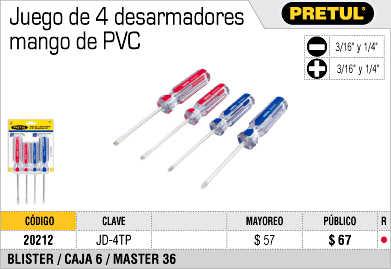 Juego de 4 desarmadores
mango de PVC
PRETUL®
3/16" y 1/4"
3/16" y 1/4"
PRETUL
CÓDIGO CLAVE MAYOREO PÚBLICO R
20212 JD-4TP $ 57 $ 67
BLISTER / CAJA 6 / MASTER 36